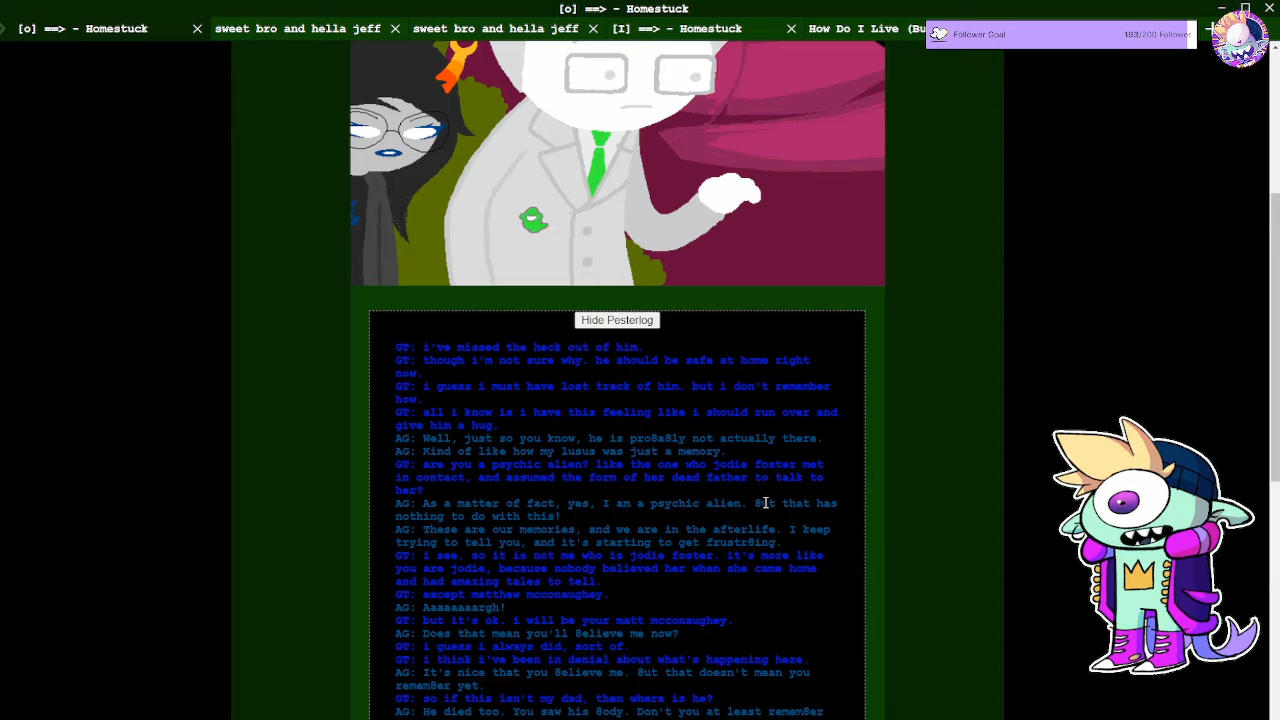 [o] ==> - Homestuck
[o] ==> - Homestuck
sweet bro and hella jeff
sweet bro and hella jeff
[I] ==> - Homestuck
How Do I Live (Bu
Follower Goal
193/200 Follower
Hide Pesterlog
GT: i've missed the heck out of him.
GT: though i'm not sure why. he should be safe at home right
now.
GT: i guess i must have lost track of him. but i don't remember
how.
GT: all i know is i have this feeling like i should run over and
give him a hug.
AG: Well, just so you know, he is pro8a8ly not actually there.
AG: Kind of like how my lusus was just a memory.
GT: are you a psychic alien? like the one who jodie foster met
in contact, and assumed the form of her dead father to talk to
her?
AG: As a matter of fact, yes, I am a psychic alien. 8ut that has
nothing to do with this!
AG: These are our memories, and we are in the afterlife. I keep
trying to tell you, and it's starting to get frustr8ing.
GT: i see. so it is not me who is jodie foster. it's more like
you are jodie, because nobody believed her when she came home
and had amazing tales to tell.
GT: except matthew mcconaughey.
AG: Aaaaaaaargh!
GT: but it's ok. i will be your matt mcconaughey.
AG: Does that mean you'll 8elieve me now?
GT: i guess i always did, sort of.
GT: i think i've been in denial about what's happening here.
AG: It's nice that you 8elieve me. 8ut that doesn't mean you
remem8er yet.
GT: so if this isn't my dad, then where is he?
AG: He died too. You saw his 8ody. Don't you at least remem8er